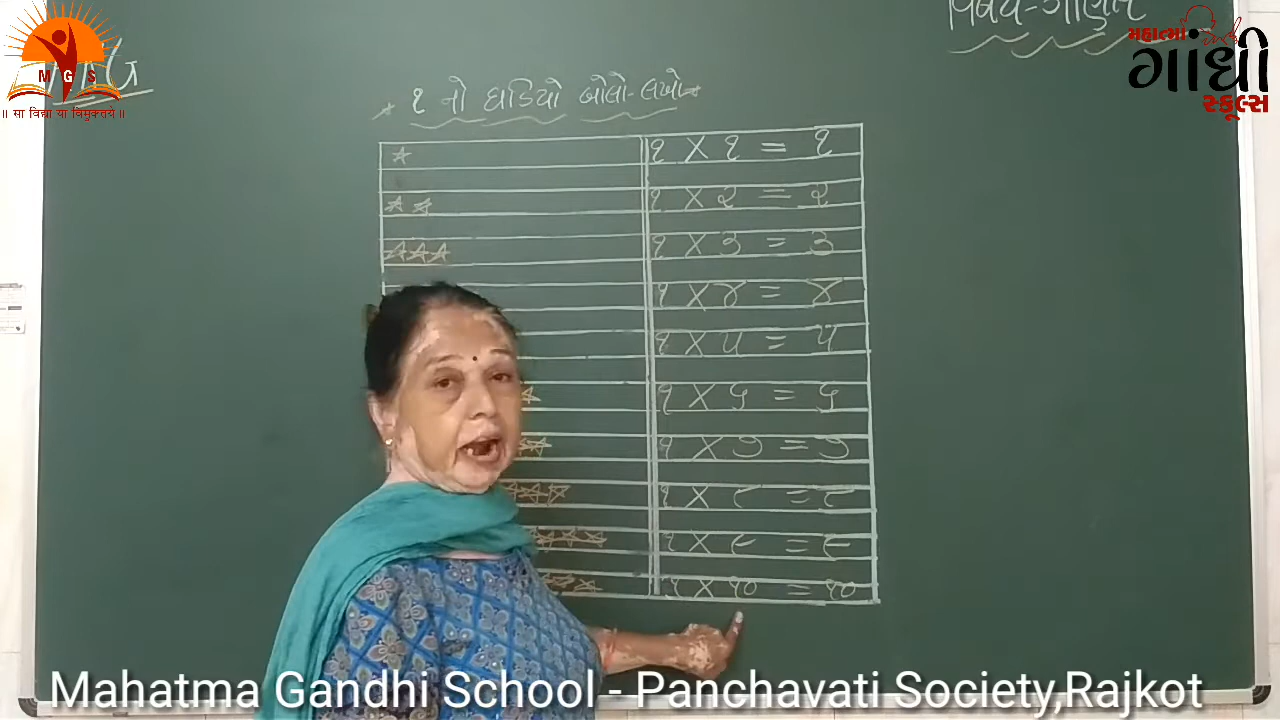 વિષય-ગણિત
M G S
॥ सा विद्या या विमुक्तये ॥
મહાત્મા
ગાંધી
સ્કૂલ્સ
૧ નો ઘડિયો બોલો-લખો
૧ X ૧ = ૧
૧ X ૨ = ૨
૧ X ૩ = ૩
૧ X ૪ = ૪
૧ X ૫ = ૫
૧ X ૬ = ૬
૧ X ૭ = ૭
૧ X ૮ = ૮
૧ X ૯ = ૯
૧ X ૧૦ = ૧૦
Mahatma Gandhi School - Panchavati Society,Rajkot